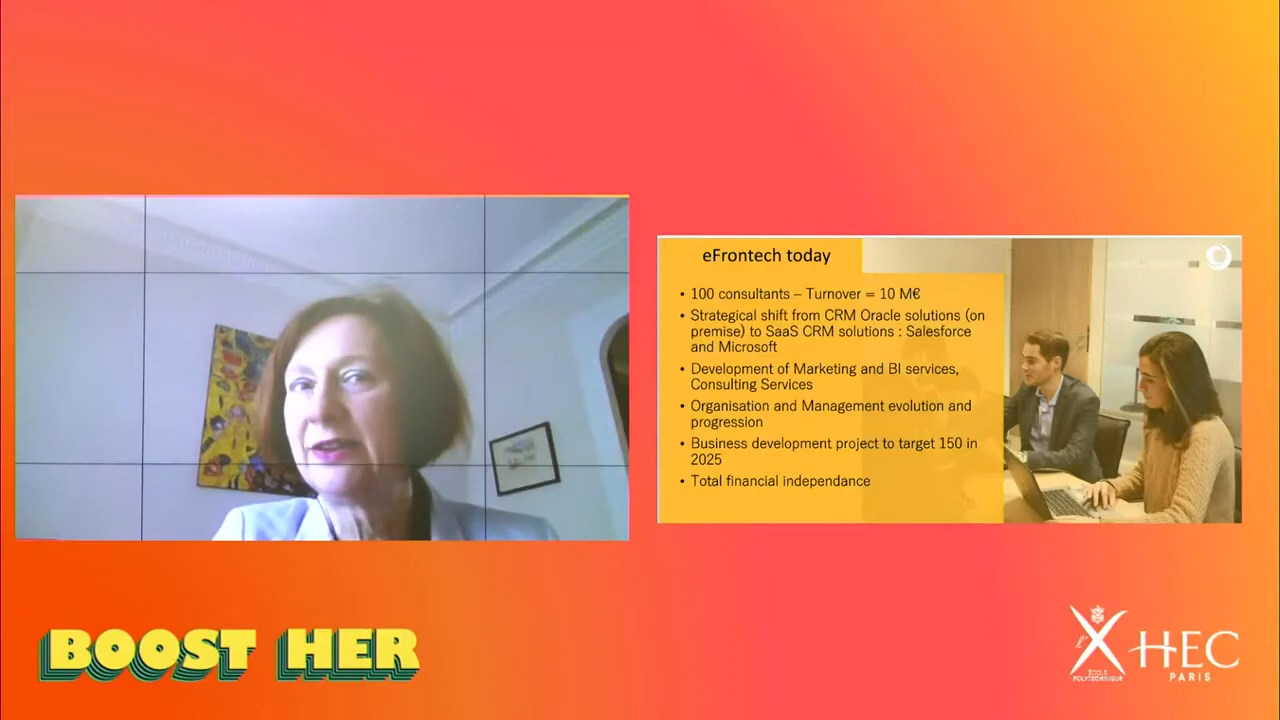 eFrontech today
• 100 consultants – Turnover = 10 M€
• Strategical shift from CRM Oracle solutions (on
premise) to SaaS CRM solutions : Salesforce
and Microsoft
• Development of Marketing and BI services,
Consulting Services
• Organisation and Management evolution and
progression
• Business development project to target 150 in
2025
• Total financial independance
BOOST HER
ÉCOLE
POLYTECHNIQUE
HEC
PARIS